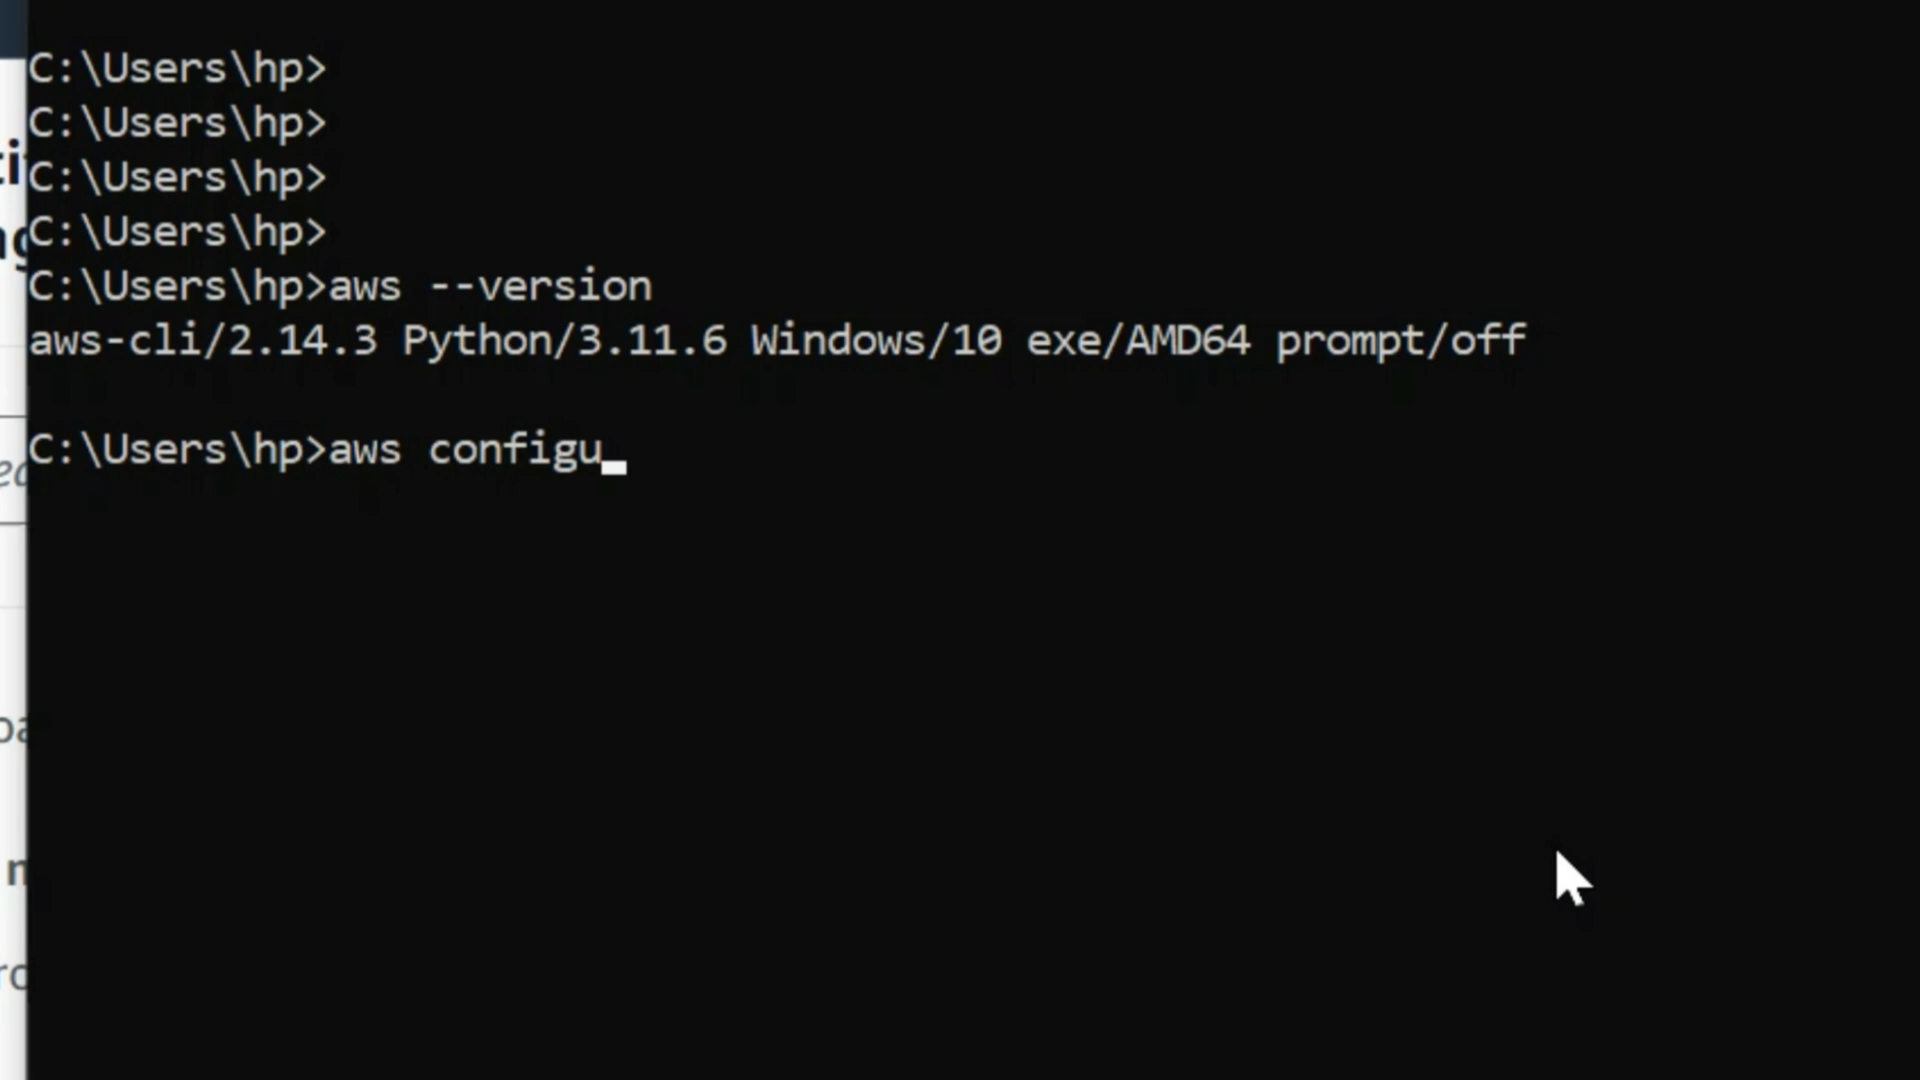 C:\Users\hp>
C:\Users\hp>
C:\Users\hp>
C:\Users\hp>
C:\Users\hp>aws --version
aws-cli/2.14.3 Python/3.11.6 Windows/10 exe/AMD64 prompt/off
C:\Users\hp>aws configu